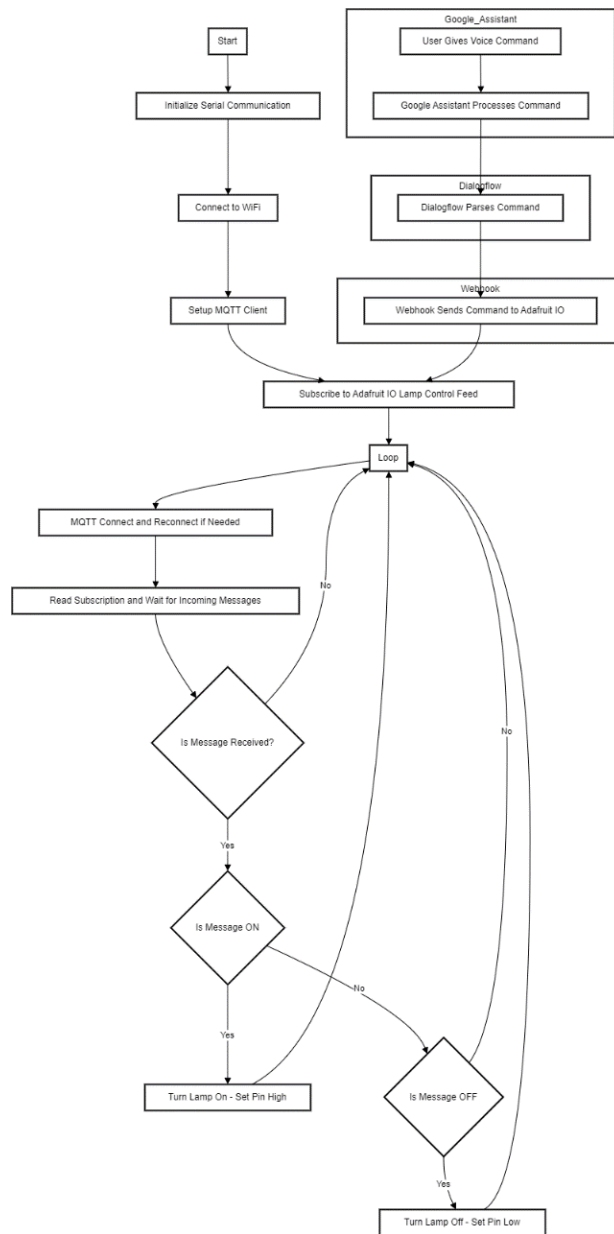 Google_Assistant
Start
User Gives Voice Command
Initialize Serial Communication
Google Assistant Processes Command
Dialogflow
Connect to WiFi
Dialogflow Parses Command
Webhook
Setup MQTT Client
Webhook Sends Command to Adafruit IO
Subscribe to Adafruit IO Lamp Control Feed
Loop
MQTT Connect and Reconnect if Needed
No
Read Subscription and Wait for Incoming Messages
Is Message Received?
No
Yes
Is Message ON
No
Yes
Turn Lamp On - Set Pin High
Is Message OFF
Yes
Turn Lamp Off - Set Pin Low